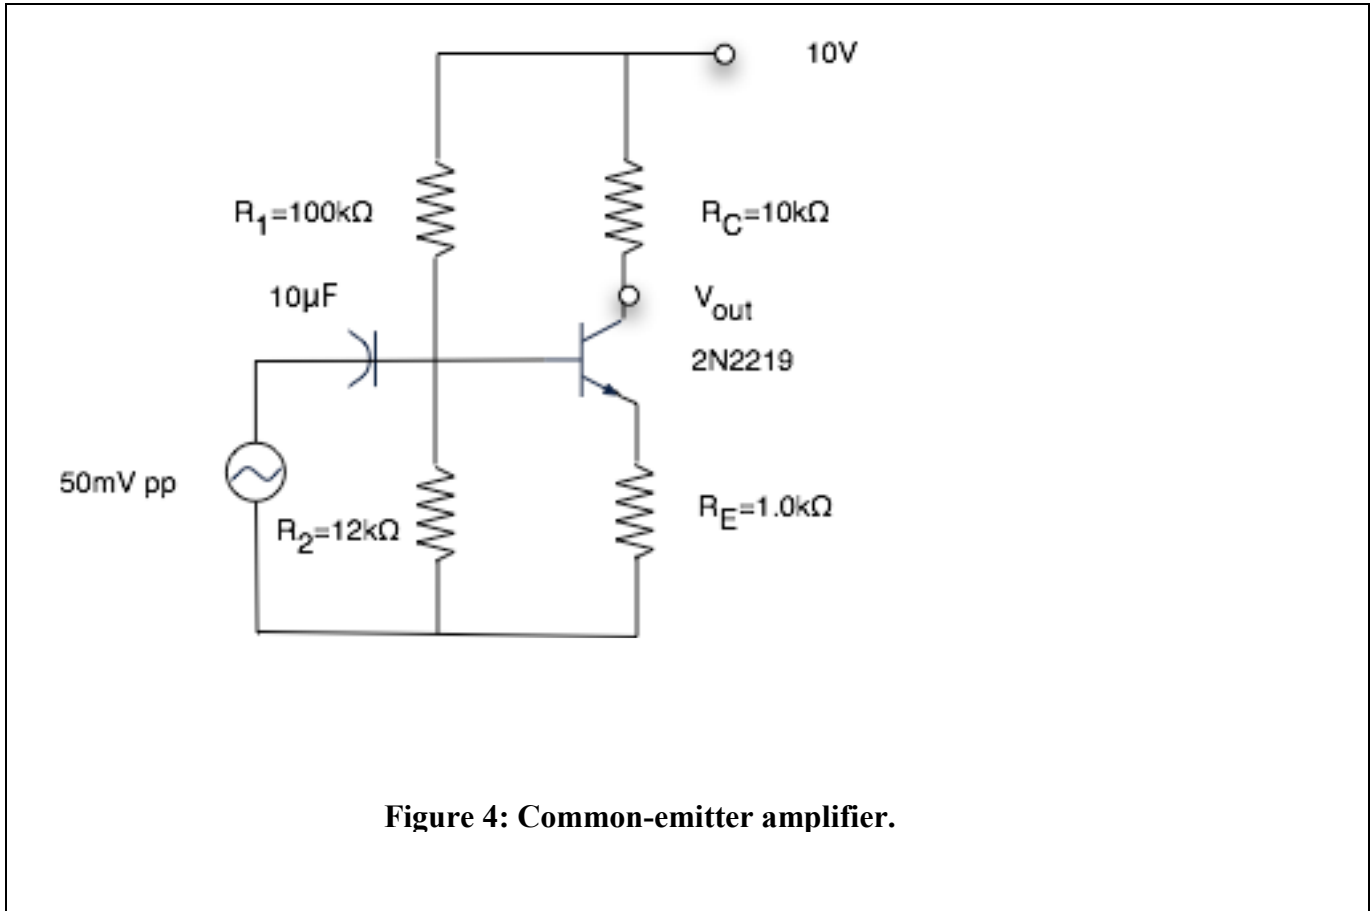 10V
R1=100kΩ
RC=10kΩ
10μF
Vout
2N2219
50mV pp
R2=12kΩ
RE=1.0kΩ
Figure 4: Common-emitter amplifier.